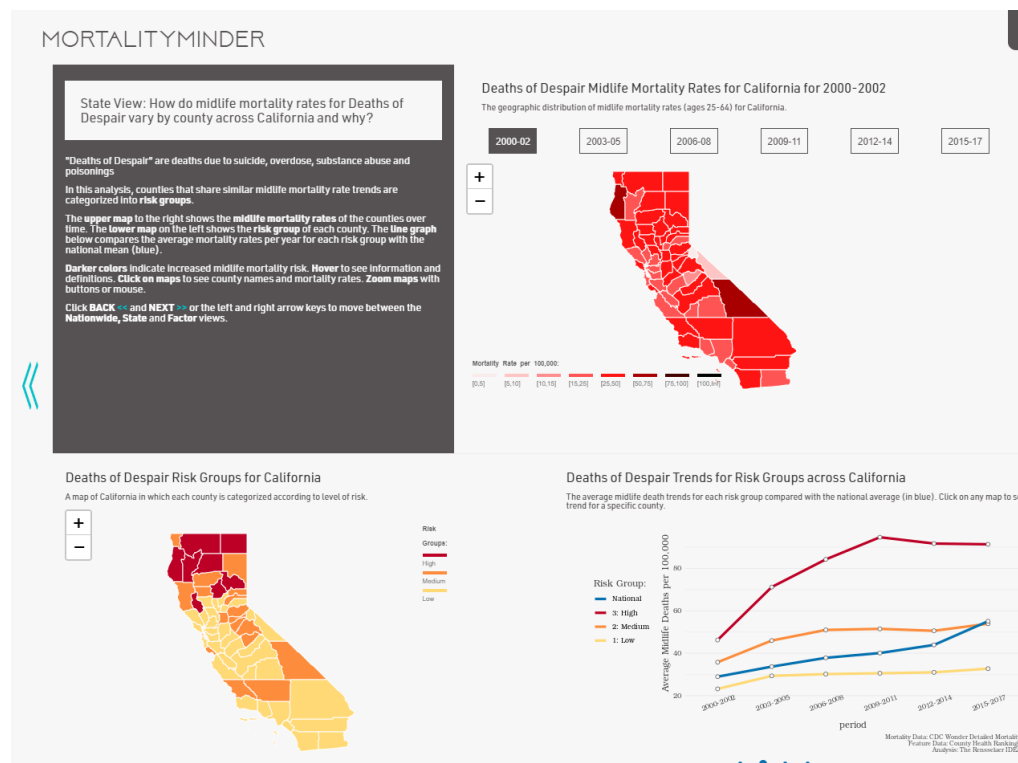 MORTALITYMINDER
State View: How do midlife mortality rates for Deaths of
Despair vary by county across California and why?
"Deaths of Despair" are deaths due to suicide, overdose, substance abuse and
poisonings
In this analysis, counties that share similar midlife mortality rate trends are
categorized into risk groups.
The upper map to the right shows the midlife mortality rates of the counties over
time. The lower map on the left shows the risk group of each county. The line graph
below compares the average mortality rates per year for each risk group with the
national mean (blue).
Darker colors indicate increased midlife mortality risk. Hover to see information and
definitions. Click on maps to see county names and mortality rates. Zoom maps with
buttons or mouse.
Click BACK << and NEXT >> or the left and right arrow keys to move between the
Nationwide, State and Factor views.
Deaths of Despair Midlife Mortality Rates for California for 2000-2002
The geographic distribution of midlife mortality rates (ages 25-64) for California.
2000-02 2003-05 2006-08 2009-11 2012-14 2015-17
+
−
Mortality Rate per 100,000:
[0,5] [5,10] [10,15] [15,25] [25,50] [50,75] [75,100] [100,Inf]
Deaths of Despair Risk Groups for California
A map of California in which each county is categorized according to level of risk.
+
−
Risk
Groups:
High
Medium
Low
Deaths of Despair Trends for Risk Groups across California
The average midlife death trends for each risk group compared with the national average (in blue). Click on any map to
trend for a specific county.
Risk Group:
National
3: High
2: Medium
1: Low
Average Midlife Deaths per 100,000
80
60
40
20
2000-2002 2003-2005 2006-2008 2009-2011 2012-2014 2015-2017
period
Mortality Data: CDC Wonder Detailed Mortality
Feature Data: County Health Ranking
Analysis: The Rensselaer IDE